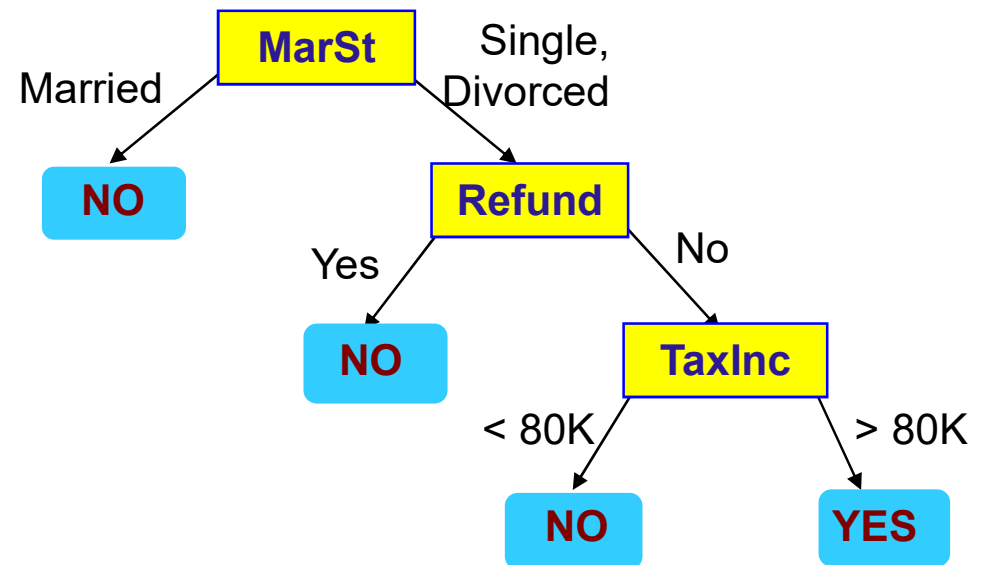 MarSt
Single,
Divorced
Married
NO
Refund
Yes
No
NO
TaxInc
< 80K
> 80K
NO
YES